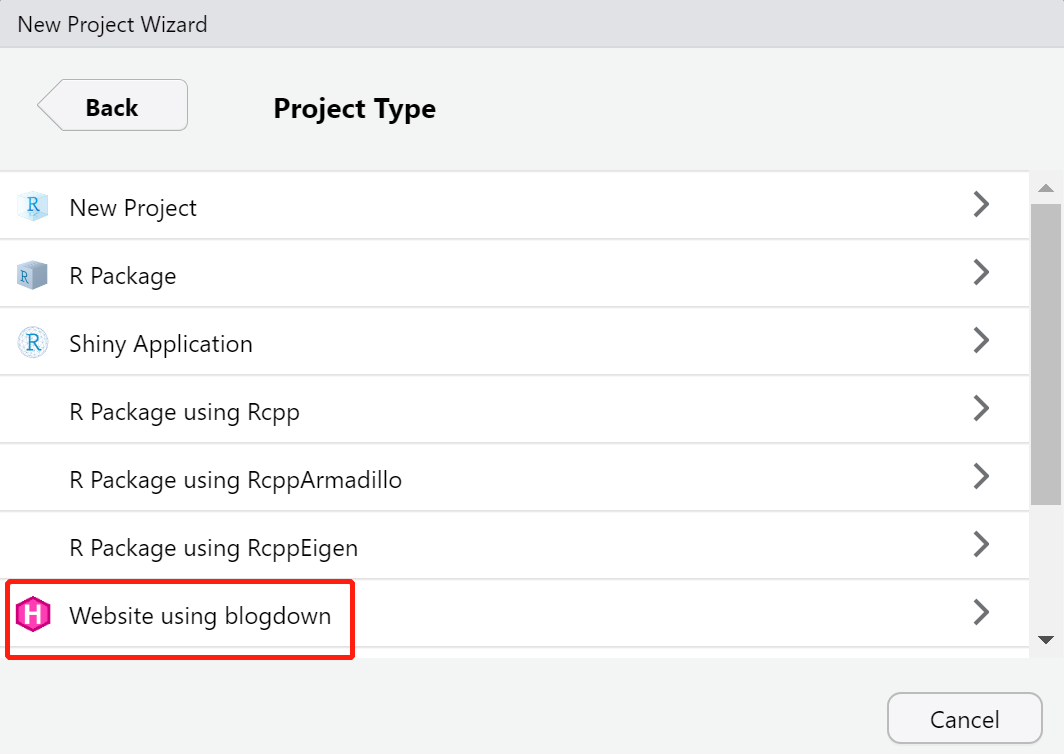 New Project Wizard
Back
Project Type
R New Project
R R Package
R Shiny Application
R Package using Rcpp
R Package using RcppArmadillo
R Package using RcppEigen
H Website using blogdown
Cancel